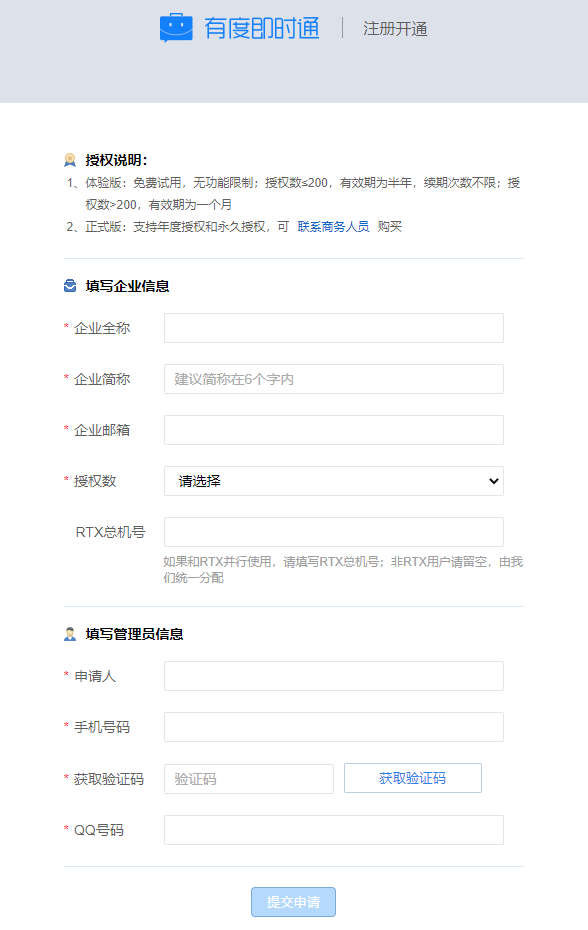 有度即时通 注册开通
授权说明：
1、体验版：免费试用，无功能限制；授权数≤200，有效期为半年，续期次数不限；授
权数>200，有效期为一个月
2、正式版：支持年度授权和永久授权，可 联系商务人员 购买
填写企业信息
* 企业全称
* 企业简称 建议简称在6个字内
* 企业邮箱
* 授权数 请选择
RTX总机号
如果和RTX并行使用，请填写RTX总机号；非RTX用户请留空，由我
们统一分配
填写管理员信息
* 申请人
* 手机号码
* 获取验证码 验证码 获取验证码
* QQ号码
提交申请